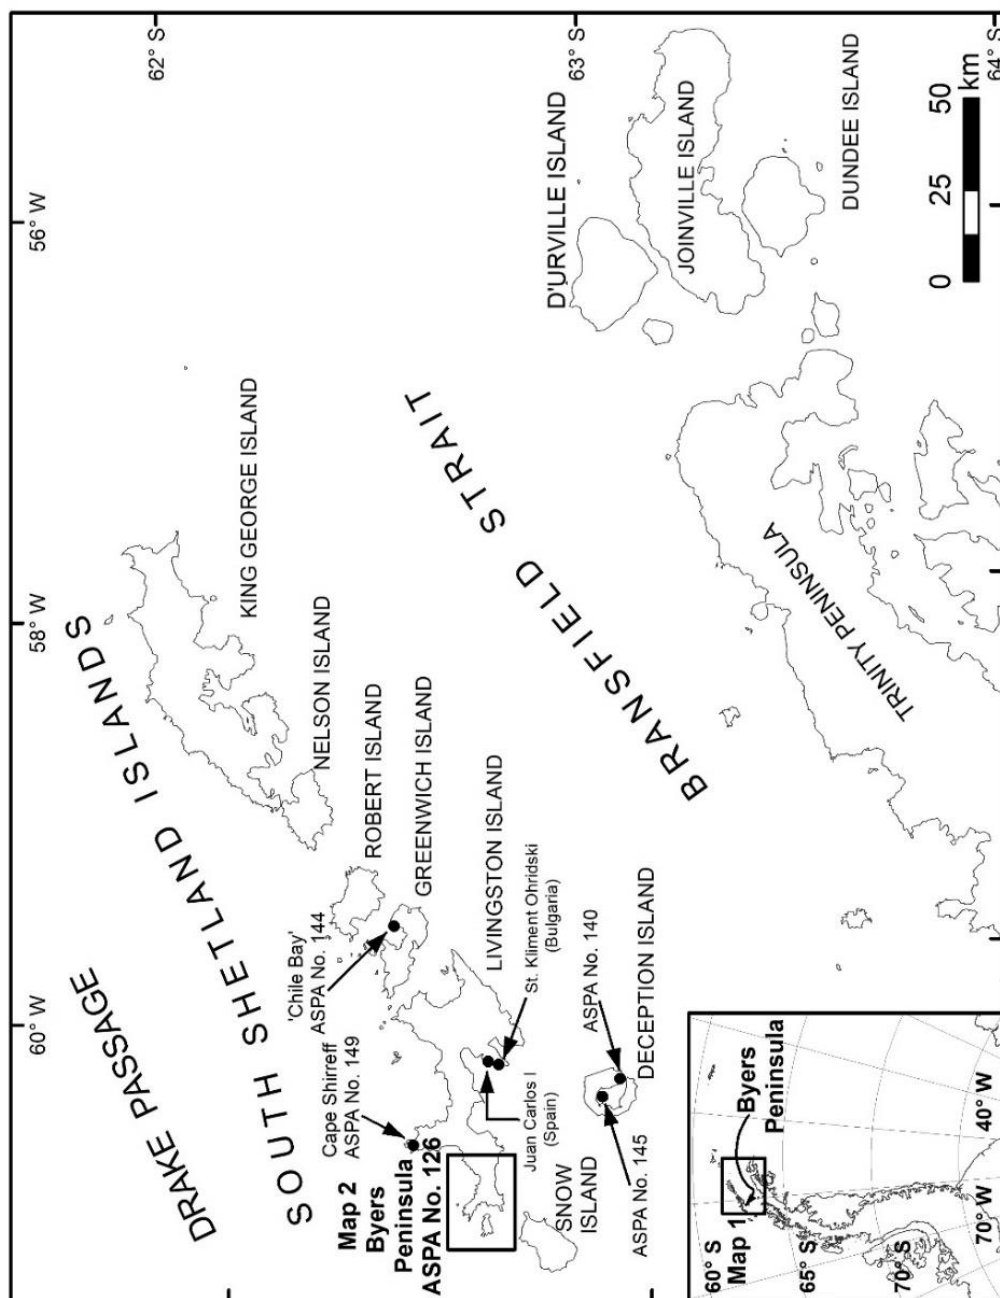 56° W
58° W
60° W
62° S
63° S
64° S
DRAKE PASSAGE
SOUTH SHETLAND ISLANDS
KING GEORGE ISLAND
NELSON ISLAND
ROBERT ISLAND
GREENWICH ISLAND
'Chile Bay'
ASPA No. 144
Cape Shirreff
ASPA No. 149
Map 2
Byers
Peninsula
ASPA No. 126
LIVINGSTON ISLAND
St. Kliment Ohridski
(Bulgaria)
Juan Carlos I
(Spain)
SNOW
ISLAND
ASPA No. 140
ASPA No. 145
DECEPTION ISLAND
BRANSFIELD STRAIT
TRINITY PENINSULA
D'URVILLE ISLAND
JOINVILLE ISLAND
DUNDEE ISLAND
0 25 50
km
60° S
Map 1
65° S
70° S
Byers
Peninsula
70° W
40° W